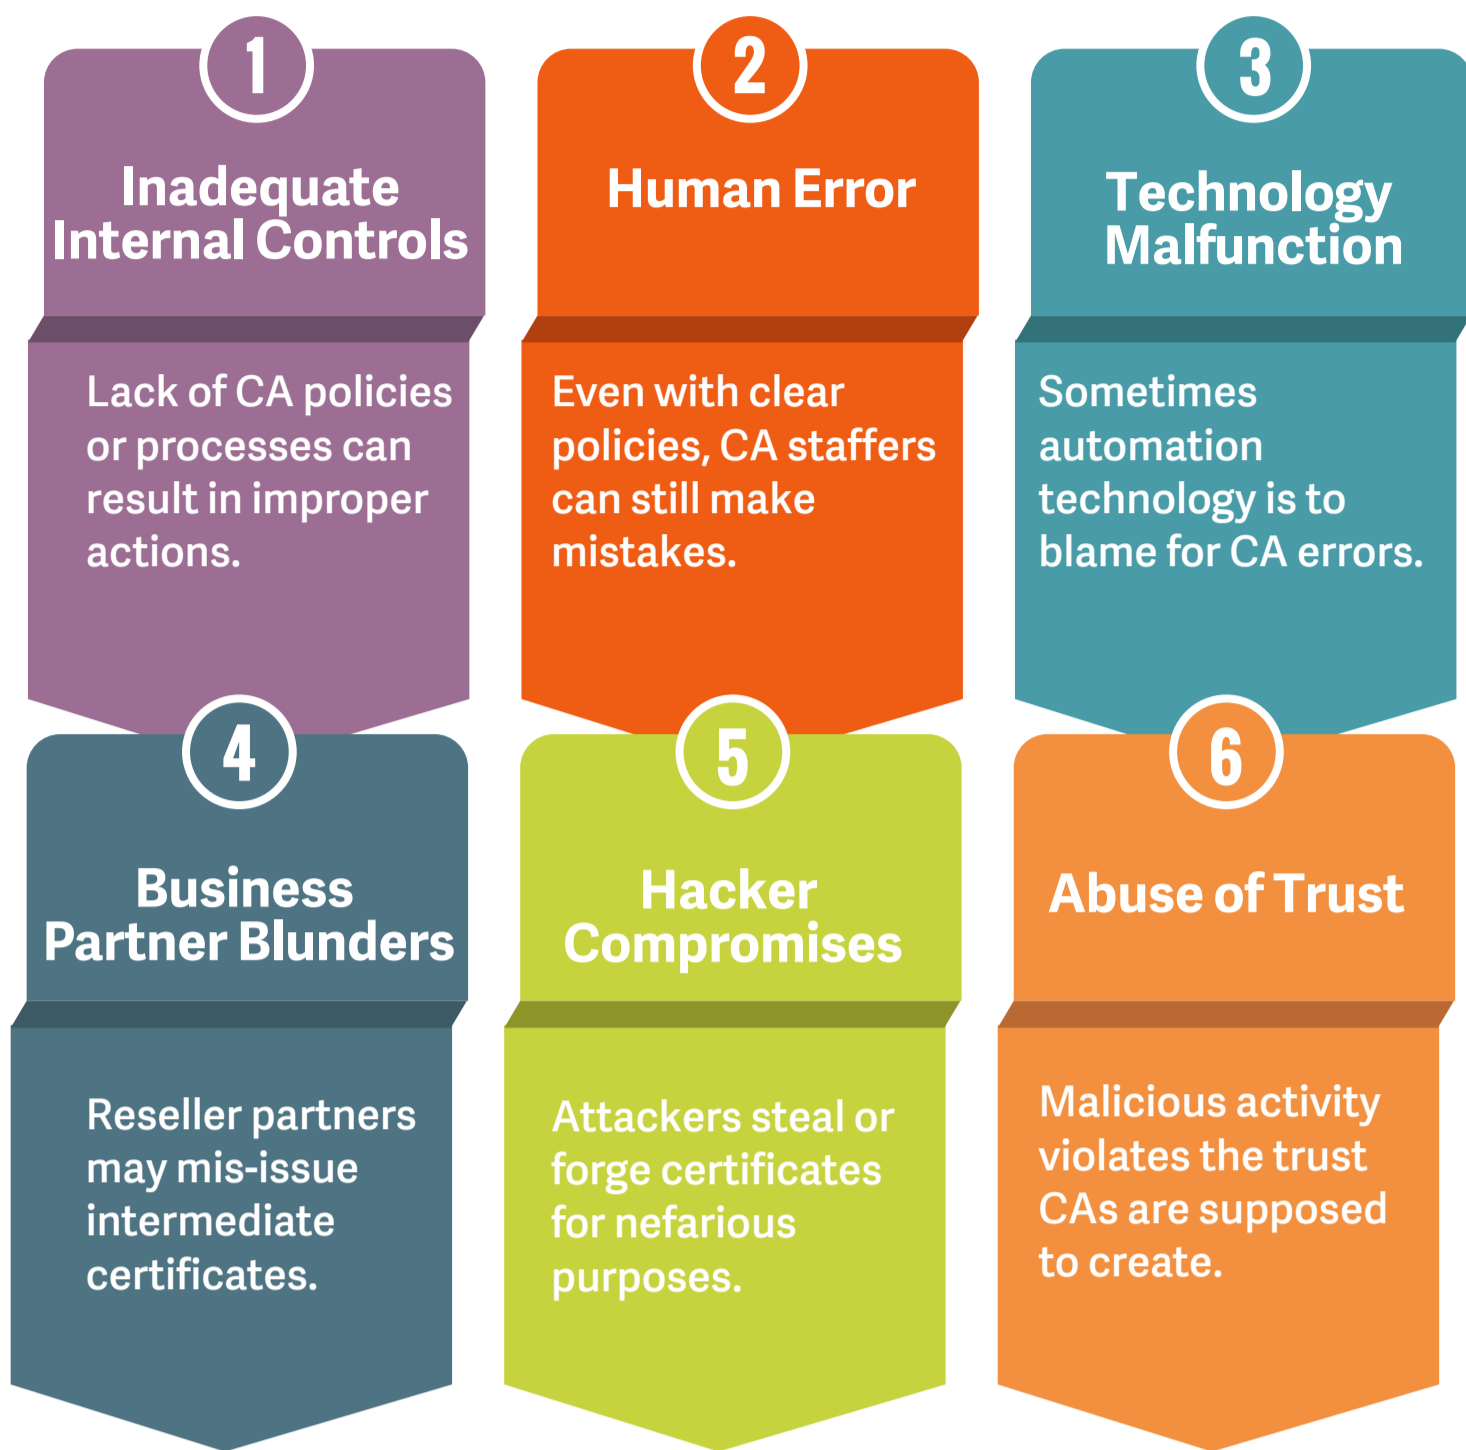 1
Inadequate
Internal Controls
Lack of CA policies
or processes can
result in improper
actions.
2
Human Error
Even with clear
policies, CA staffers
can still make
mistakes.
3
Technology
Malfunction
Sometimes
automation
technology is to
blame for CA errors.
4
Business
Partner Blunders
Reseller partners
may mis-issue
intermediate
certificates.
5
Hacker
Compromises
Attackers steal or
forge certificates
for nefarious
purposes.
6
Abuse of Trust
Malicious activity
violates the trust
CAs are supposed
to create.